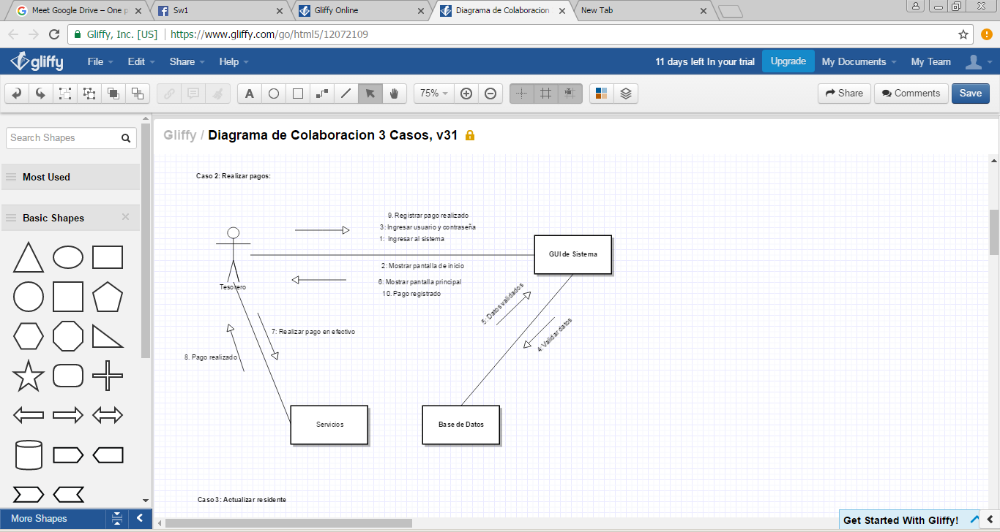 Meet Google Drive – One p
Sw1
Gliffy Online
Diagrama de Colaboracion
New Tab
Gliffy, Inc. [US]
https://www.gliffy.com/go/html5/12072109
gliffy
File
Edit
Share
Help
11 days left In your trial
Upgrade
My Documents
My Team
A
75%
Share
Comments
Save
Search Shapes
Most Used
Basic Shapes
More Shapes
Gliffy / Diagrama de Colaboracion 3 Casos, v31
Caso 2: Realizar pagos:
9. Registrar pago realizado
3: Ingresar usuario y contraseña
1: Ingresar al sistema
GUI de Sistema
2: Mostrar pantalla de inicio
6: Mostrar pantalla principal
10. Pago registrado
Tesorero
5: Datos validados
4: Validar datos
7: Realizar pago en efectivo
8. Pago realizado
Servicios
Base de Datos
Caso 3: Actualizar residente
Get Started With Gliffy!